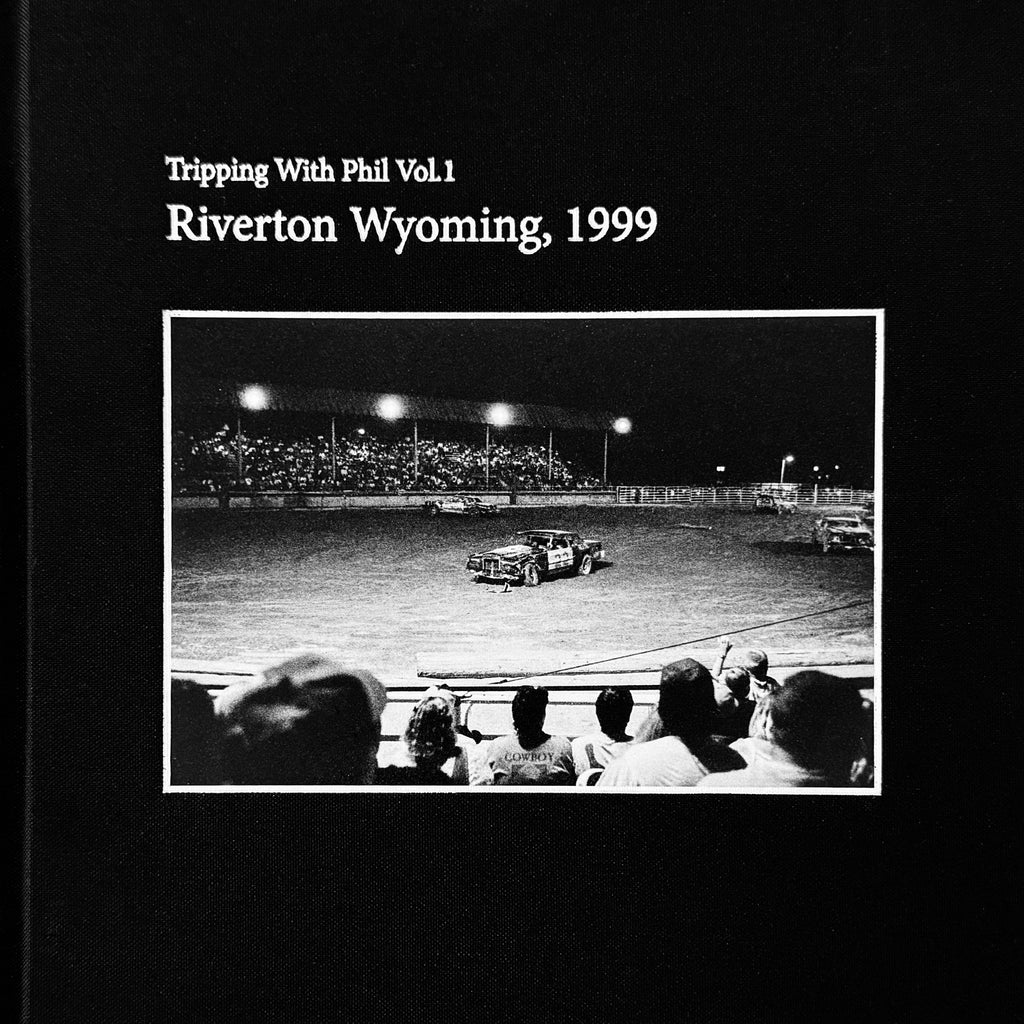 Tripping With Phil Vol.1
Riverton Wyoming, 1999
COWBOY